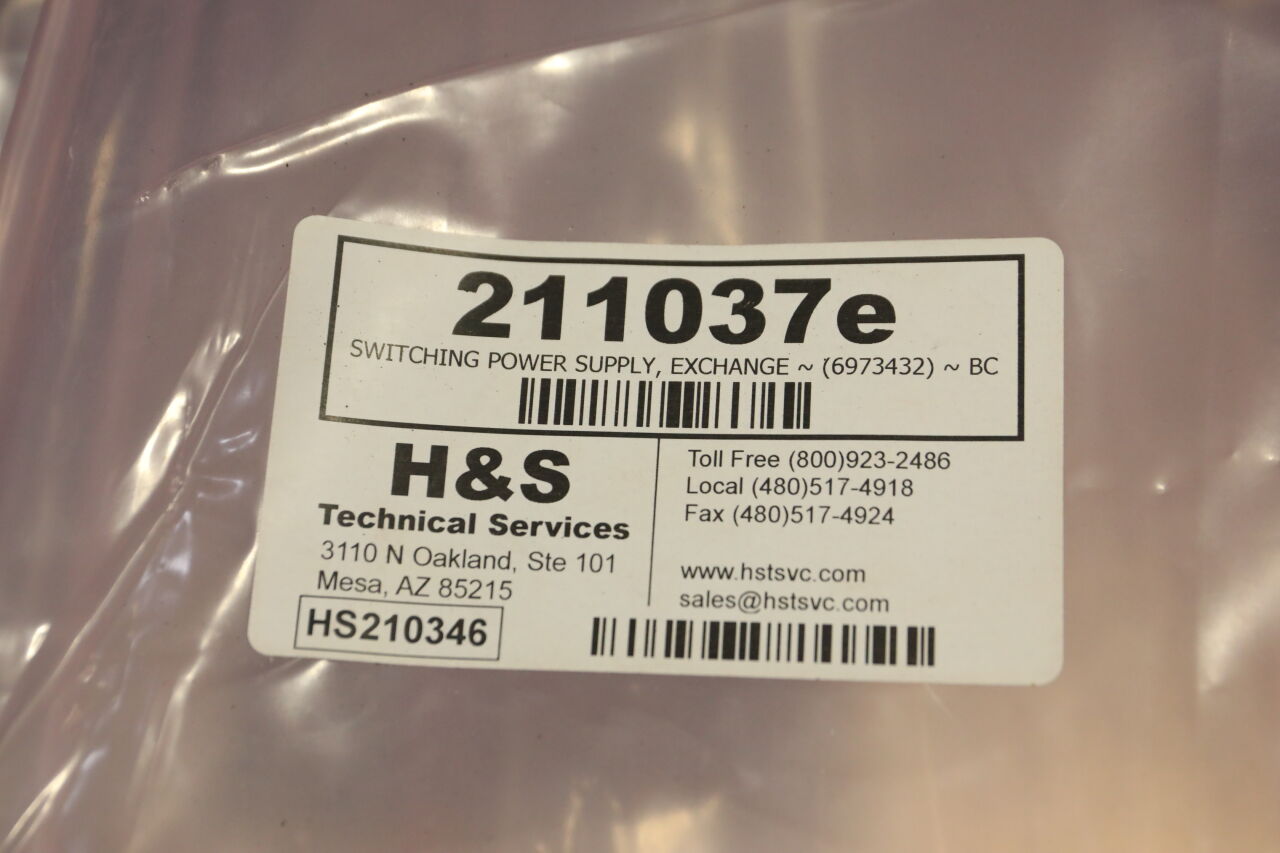 211037e
SWITCHING POWER SUPPLY, EXCHANGE ~ (6973432) ~ BC
H&S
Technical Services
3110 N Oakland, Ste 101
Mesa, AZ 85215
HS210346
Toll Free (800)923-2486
Local (480)517-4918
Fax (480)517-4924
www.hstsvc.com
sales@hstsvc.com